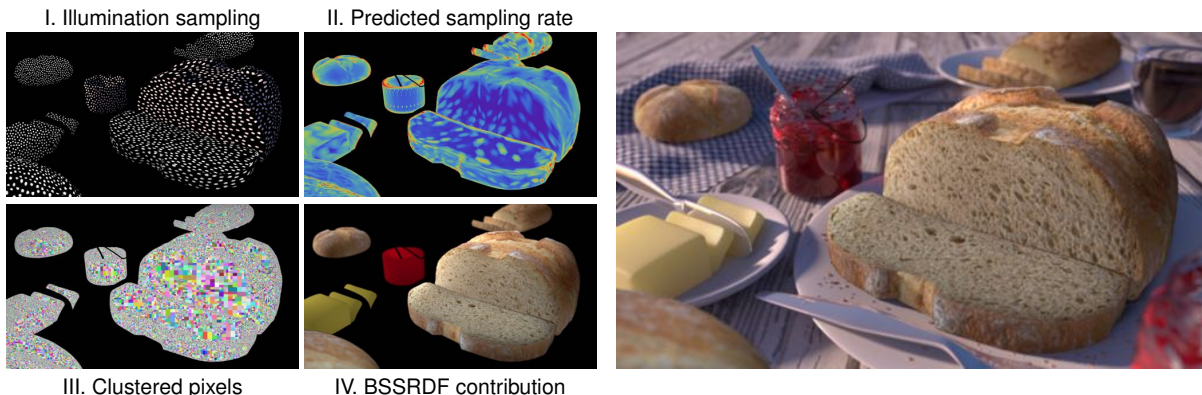 I. Illumination sampling
II. Predicted sampling rate
III. Clustered pixels
IV. BSSRDF contribution